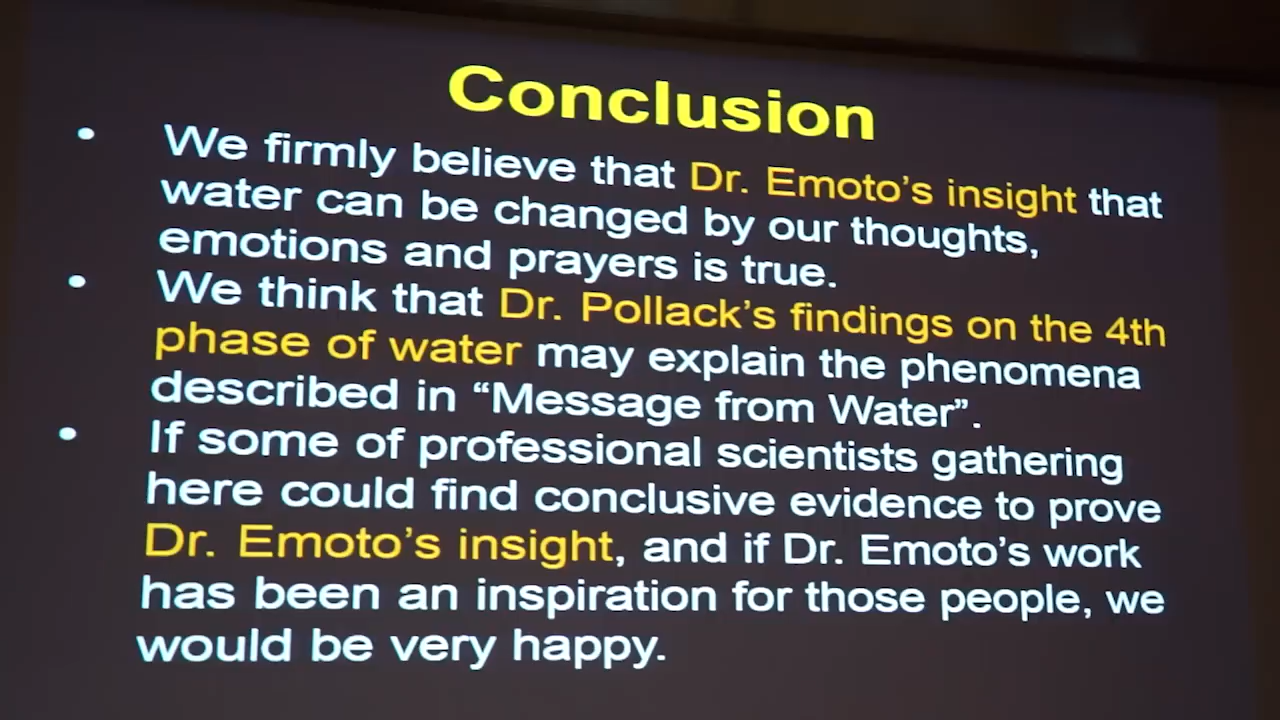 Conclusion
• We firmly believe that Dr. Emoto's insight that
water can be changed by our thoughts,
emotions and prayers is true.
• We think that Dr. Pollack's findings on the 4th
phase of water may explain the phenomena
described in “Message from Water”.
• If some of professional scientists gathering
here could find conclusive evidence to prove
Dr. Emoto's insight, and if Dr. Emoto's work
has been an inspiration for those people, we
would be very happy.